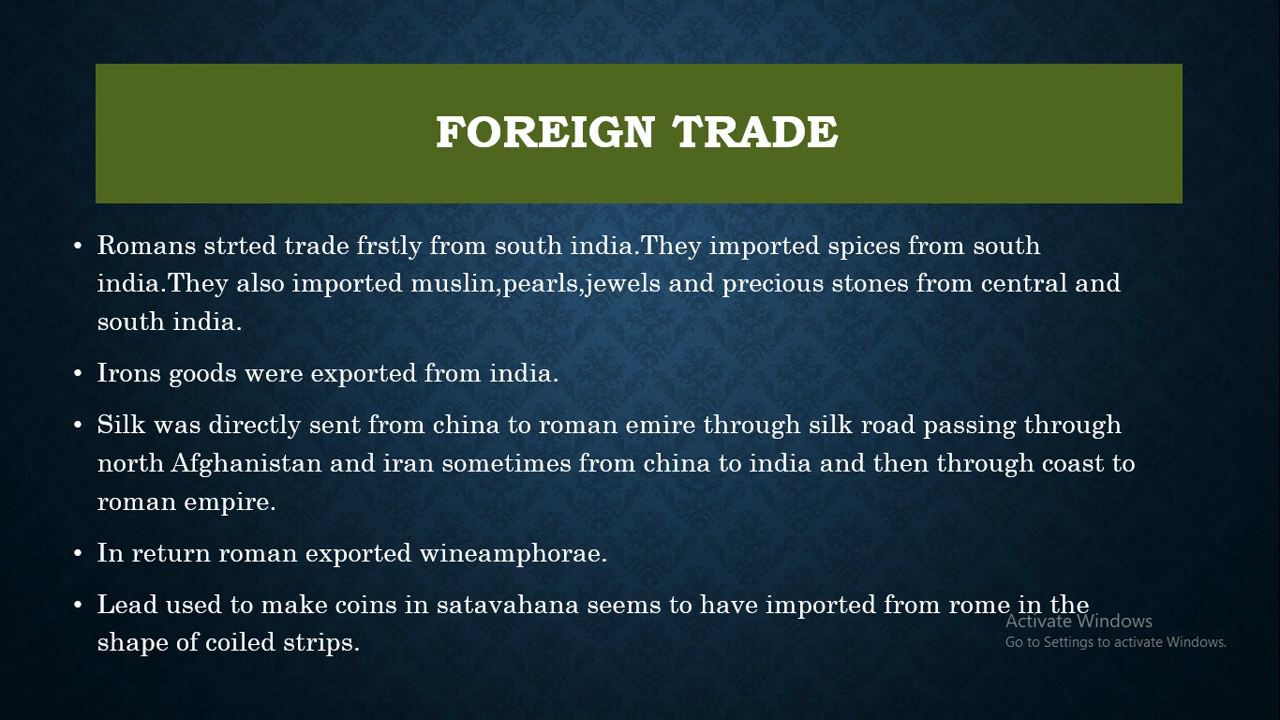 FOREIGN TRADE
• Romans strted trade frstly from south india.They imported spices from south
india.They also imported muslin,pearls,jewels and precious stones from central and
south india.
• Irons goods were exported from india.
• Silk was directly sent from china to roman emire through silk road passing through
north Afghanistan and iran sometimes from china to india and then through coast to
roman empire.
• In return roman exported wineamphorae.
• Lead used to make coins in satavahana seems to have imported from rome in the
shape of coiled strips.
Activate Windows
Go to Settings to activate Windows.